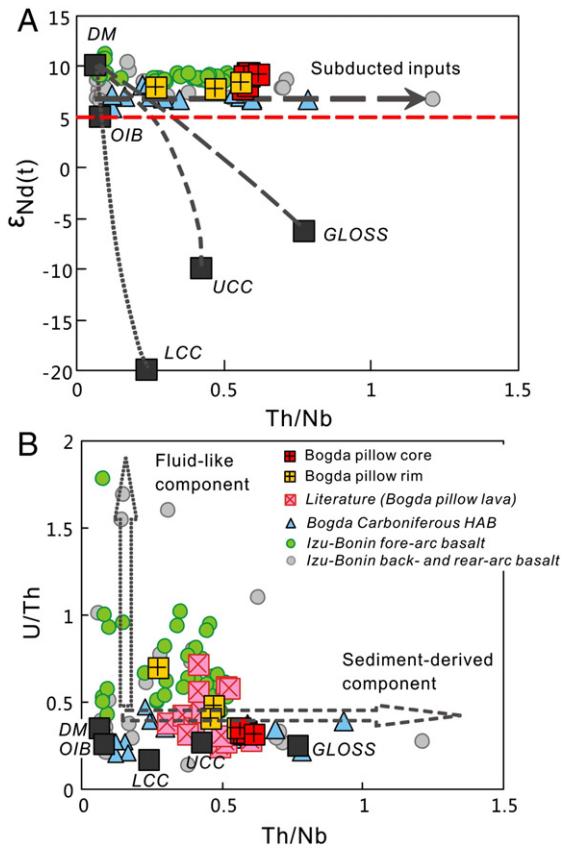 A
15
10
5
0
-5
-10
-15
-20
εNd(t)
DM
Subducted inputs
OIB
GLOSS
UCC
LCC
0
0.5
1
1.5
Th/Nb
B
2
1.5
1
0.5
0
U/Th
Fluid-like
component
Bogda pillow core
Bogda pillow rim
Literature (Bogda pillow lava)
Bogda Carboniferous HAB
Izu-Bonin fore-arc basalt
Izu-Bonin back- and rear-arc basalt
Sediment-derived
component
DM
OIB
LCC
UCC
GLOSS
0
0.5
1
1.5
Th/Nb